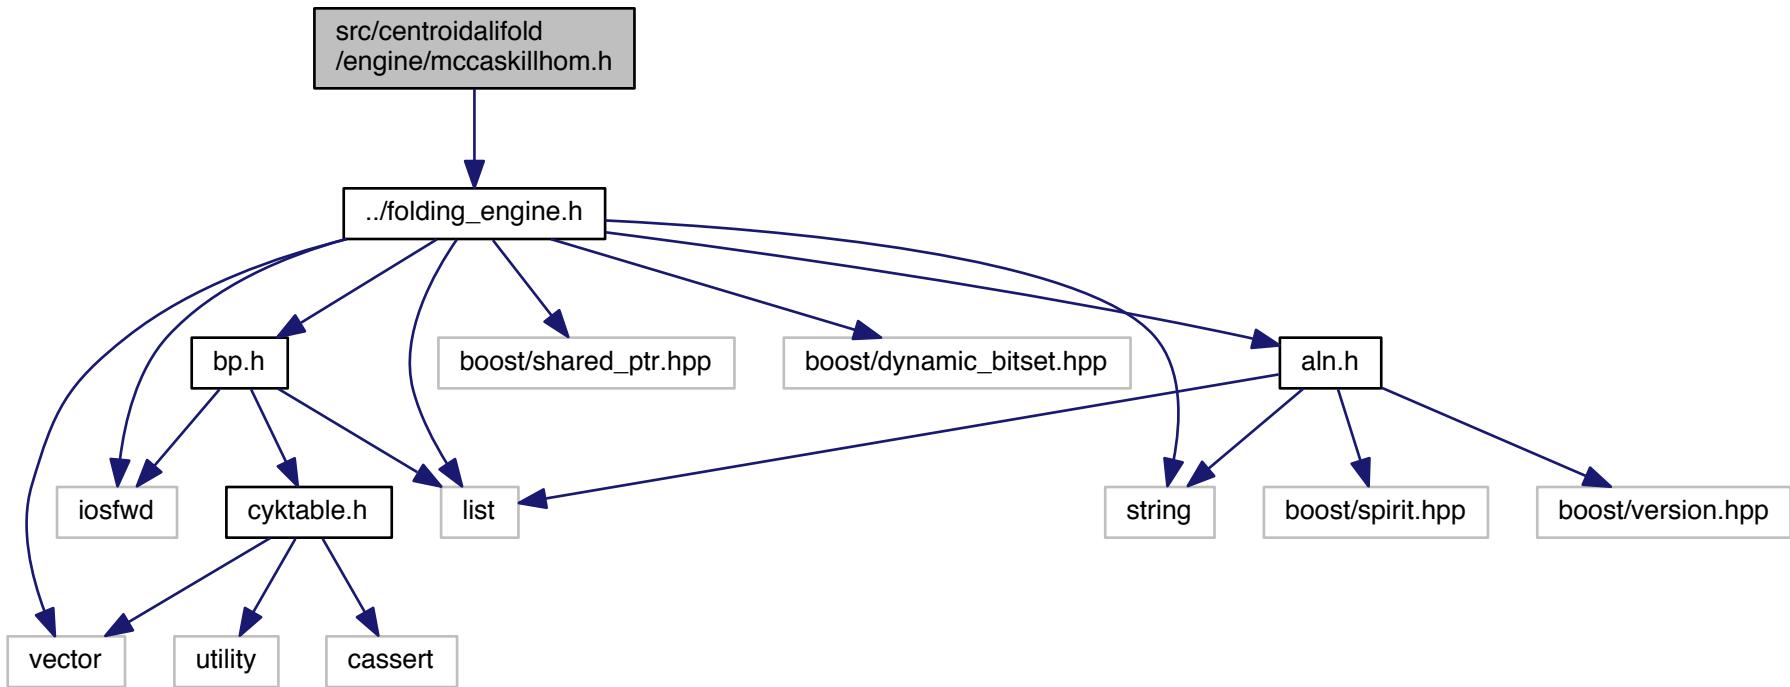 src/centroidalifold
/engine/mccaskillhom.h
../folding_engine.h
bp.h
boost/shared_ptr.hpp
boost/dynamic_bitset.hpp
aln.h
iosfwd
cyktable.h
list
string
boost/spirit.hpp
boost/version.hpp
vector
utility
cassert